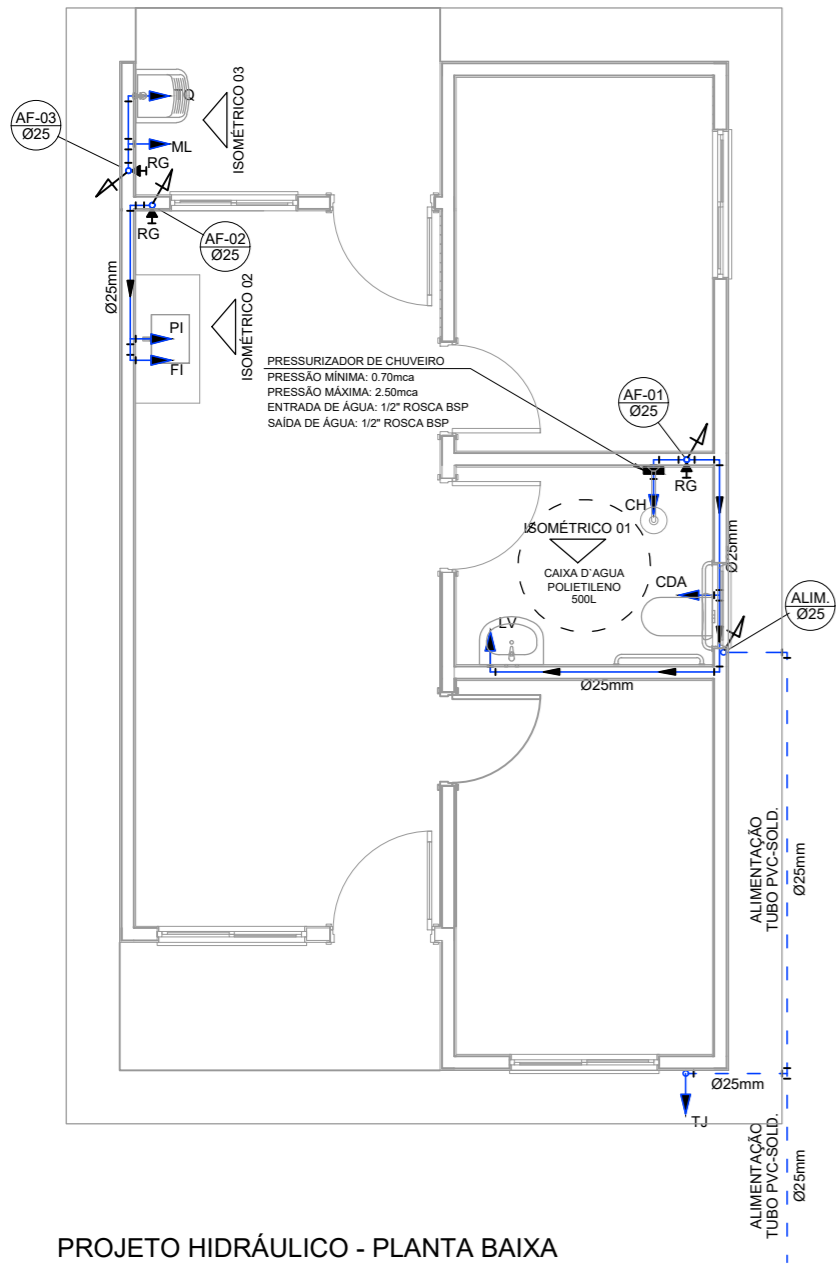 TQ
ISOMÉTRICO 03
AF-03
Ø25
ML
RG
RG
AF-02
Ø25
Ø25mm
ISOMÉTRICO 02
PI
FI
PRESSURIZADOR DE CHUVEIRO
PRESSÃO MÍNIMA: 0.70mca
PRESSÃO MÁXIMA: 2.50mca
ENTRADA DE ÁGUA: 1/2" ROSCA BSP
SAÍDA DE ÁGUA: 1/2" ROSCA BSP
AF-01
Ø25
RG
CH
ISOMÉTRICO 01
CAIXA D`AGUA
POLIETILENO
500L
Ø25mm
CDA
ALIM.
Ø25
LV
Ø25mm
ALIMENTAÇÃO
TUBO PVC-SOLD.
Ø25mm
Ø25mm
TJ
ALIMENTAÇÃO
TUBO PVC-SOLD.
Ø25mm
PROJETO HIDRÁULICO - PLANTA BAIXA